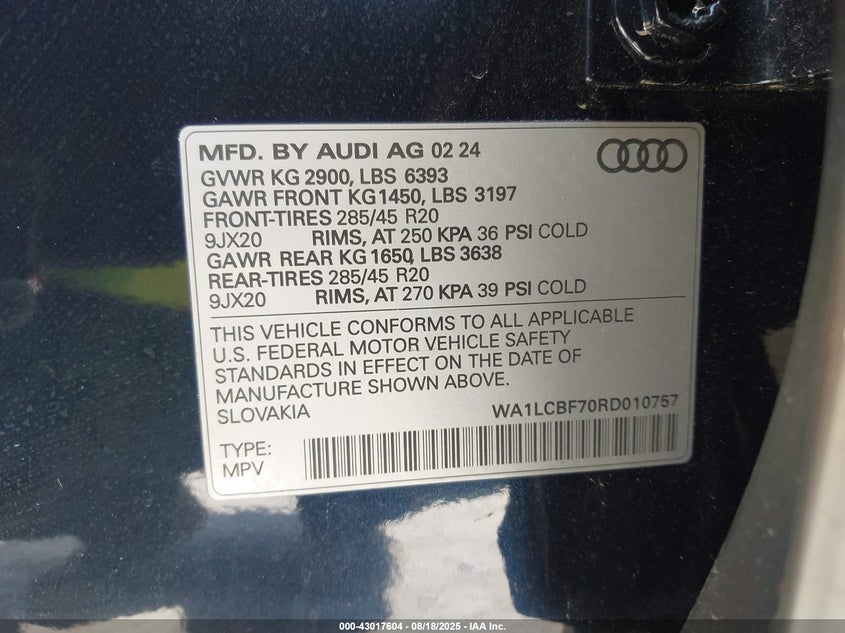 MFD. BY AUDI AG 02 24
GVWR KG 2900, LBS 6393
GAWR FRONT KG1450, LBS 3197
FRONT-TIRES 285/45 R20
9JX20 RIMS, AT 250 KPA 36 PSI COLD
GAWR REAR KG 1650, LBS 3638
REAR-TIRES 285/45 R20
9JX20 RIMS, AT 270 KPA 39 PSI COLD
THIS VEHICLE CONFORMS TO ALL APPLICABLE
U.S. FEDERAL MOTOR VEHICLE SAFETY
STANDARDS IN EFFECT ON THE DATE OF
MANUFACTURE SHOWN ABOVE.
SLOVAKIA WA1LCBF70RD010757
TYPE:
MPV
000-43017604 - 08/18/2025 - IAA Inc.